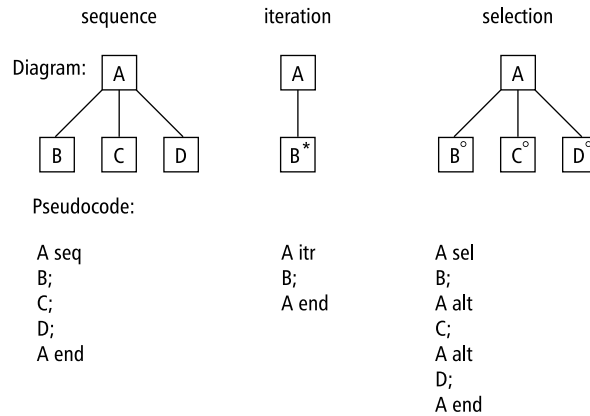 sequence iteration selection
Diagram: A A A
B C D B* B° C° D°
Pseudocode:
A seq A itr A sel
B; B; B;
C; A end A alt
D; C;
A end A alt
D;
A end